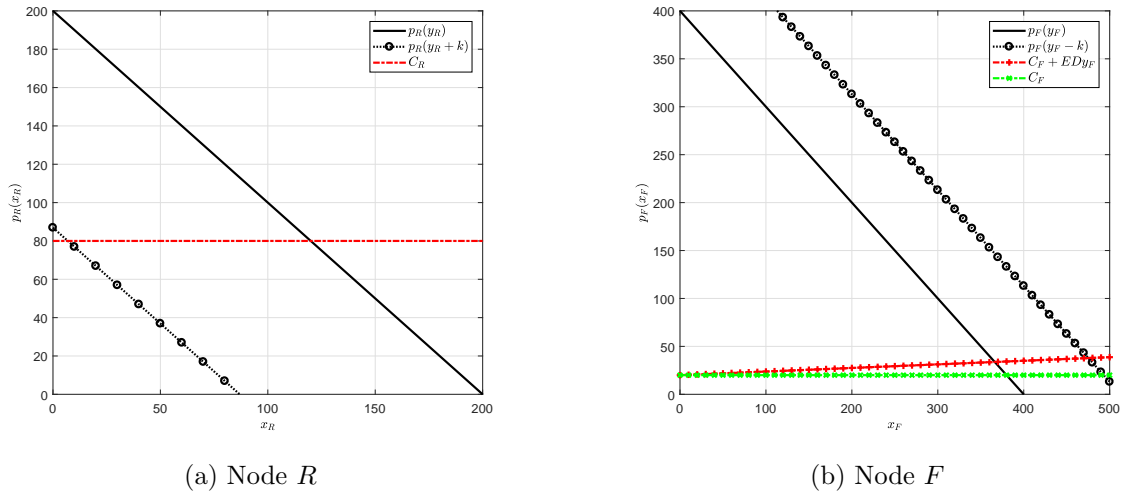 200
180
160
140
120
100
80
60
40
20
0
0
50
100
150
200
p_R(x_R)
x_R
p_R(y_R)
p_R(y_R + k)
C_R
(a) Node R
400
350
300
250
200
150
100
50
0
0
100
200
300
400
500
p_F(x_F)
x_F
p_F(y_F)
p_F(y_F − k)
C_F + EDy_F
C_F
(b) Node F